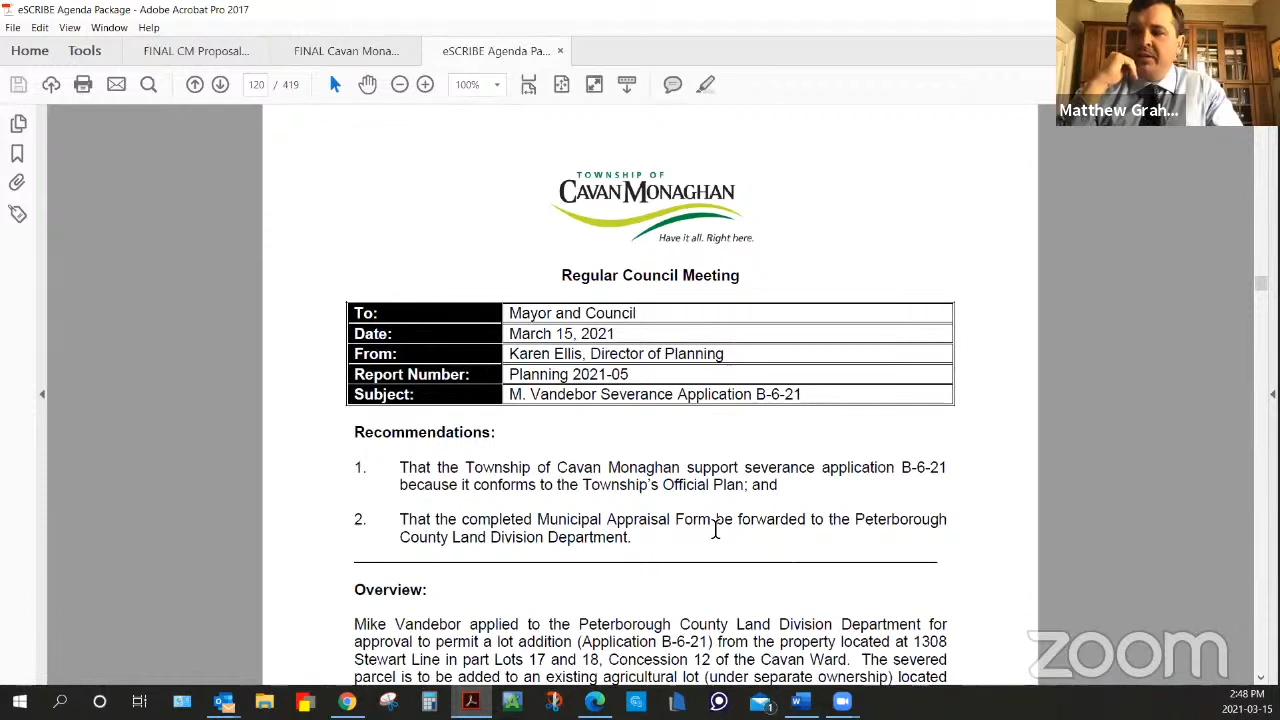 eSCRIBE Agenda Package - Adobe Acrobat Pro 2017
File Edit View Window Help
Home Tools FINAL CM Proposal... FINAL Cavan Mona... eSCRIBE Agenda Pa... ×
120 / 419 100%
Matthew Grah...
TOWNSHIP OF
CAVAN MONAGHAN
Have it all. Right here.
Regular Council Meeting
To: Mayor and Council
Date: March 15, 2021
From: Karen Ellis, Director of Planning
Report Number: Planning 2021-05
Subject: M. Vandebor Severance Application B-6-21
Recommendations:
1. That the Township of Cavan Monaghan support severance application B-6-21
because it conforms to the Township's Official Plan; and
2. That the completed Municipal Appraisal Form be forwarded to the Peterborough
County Land Division Department.
Overview:
Mike Vandebor applied to the Peterborough County Land Division Department for
approval to permit a lot addition (Application B-6-21) from the property located at 1308
Stewart Line in part Lots 17 and 18, Concession 12 of the Cavan Ward. The severed
parcel is to be added to an existing agricultural lot (under separate ownership) located
zoom
2:48 PM
2021-03-15